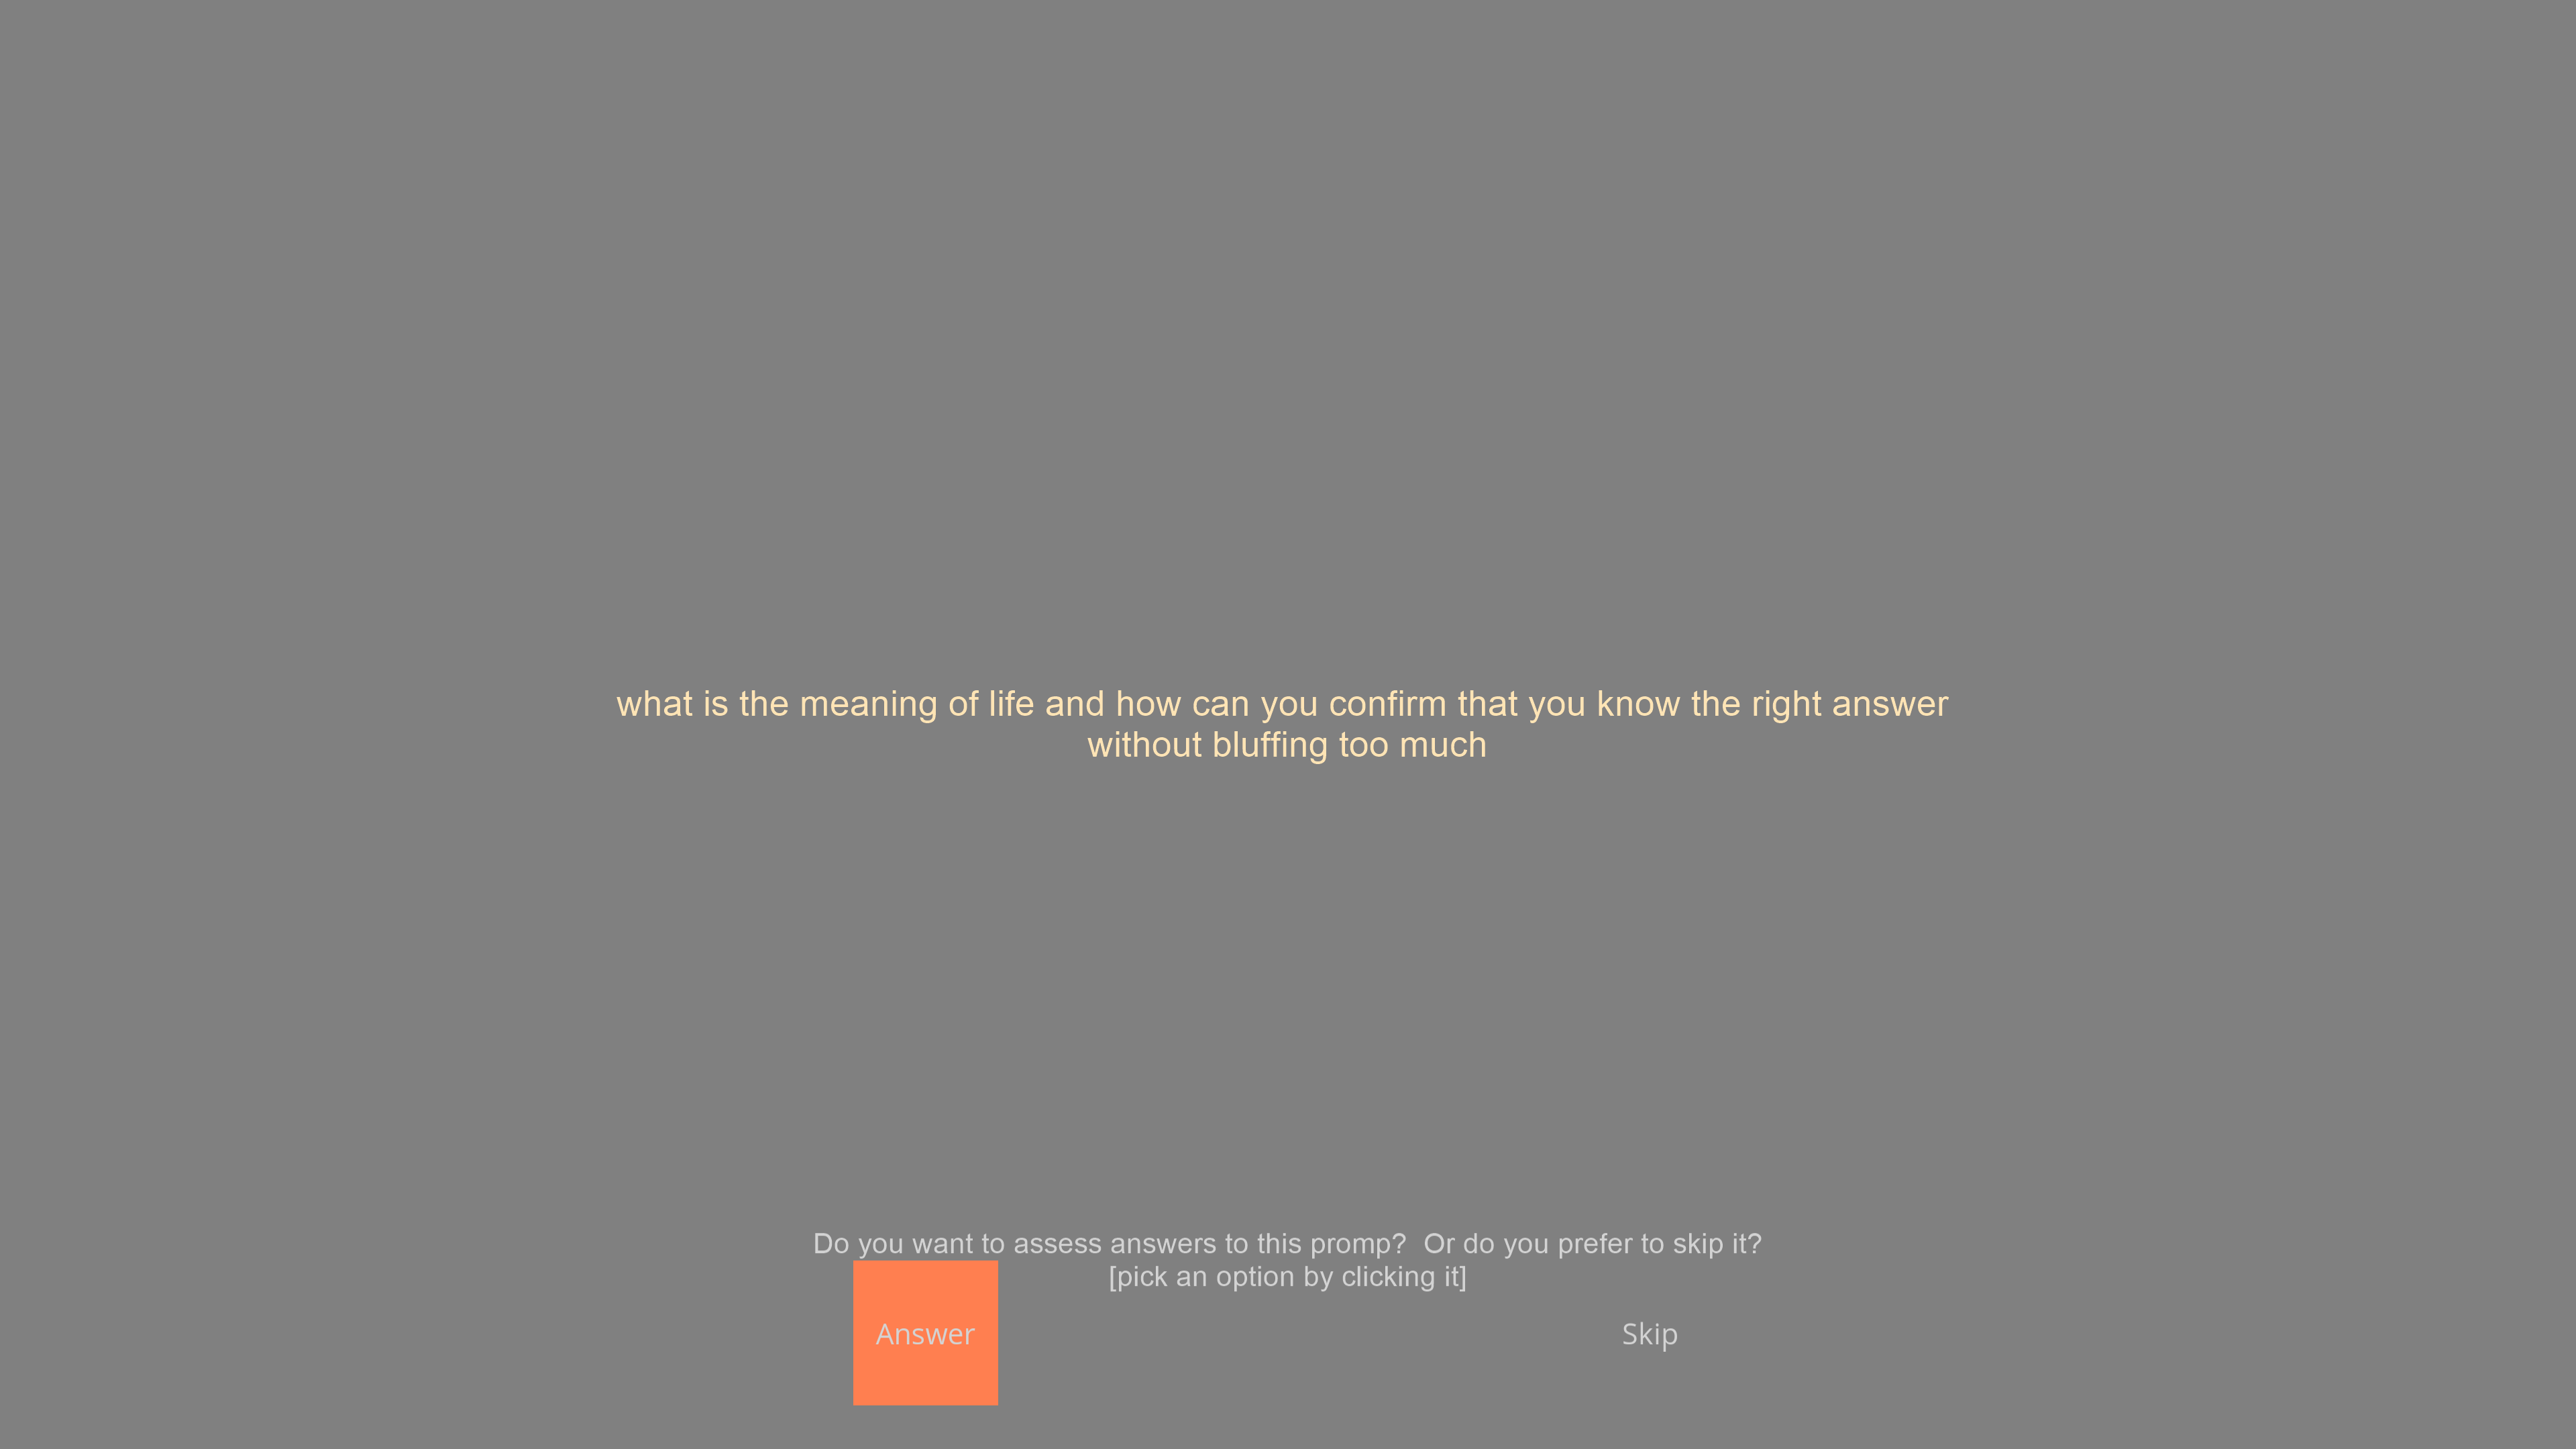 what is the meaning of life and how can you confirm that you know the right answer
without bluffing too much
Do you want to assess answers to this promp?  Or do you prefer to skip it?
[pick an option by clicking it]
Answer
Skip